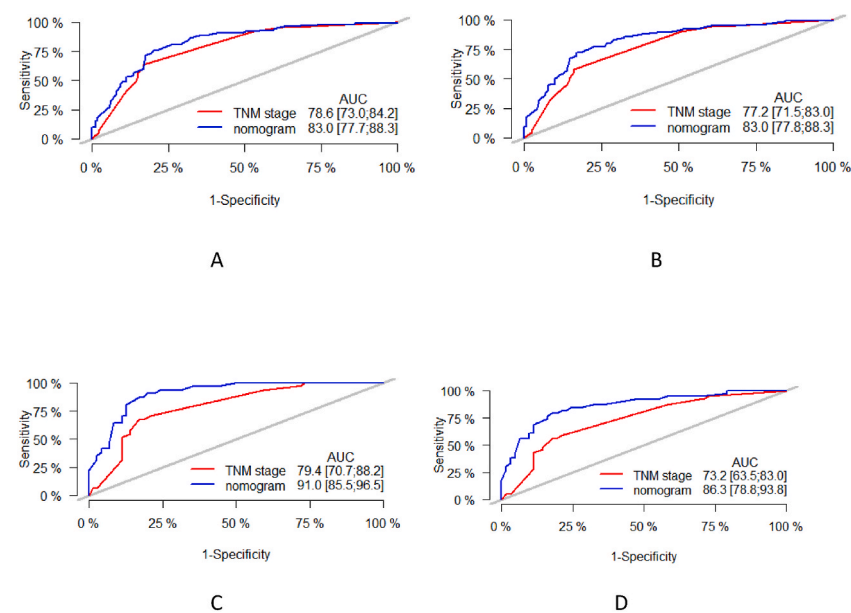 100 %
75 %
50 %
25 %
0 %
Sensitivity
AUC
TNM stage 78.6 [73.0;84.2]
nomogram 83.0 [77.7;88.3]
0 % 25 % 50 % 75 % 100 %
1-Specificity
A
100 %
75 %
50 %
25 %
0 %
Sensitivity
AUC
TNM stage 77.2 [71.5;83.0]
nomogram 83.0 [77.8;88.3]
0 % 25 % 50 % 75 % 100 %
1-Specificity
B
100 %
75 %
50 %
25 %
0 %
Sensitivity
AUC
TNM stage 79.4 [70.7;88.2]
nomogram 91.0 [85.5;96.5]
0 % 25 % 50 % 75 % 100 %
1-Specificity
C
100 %
75 %
50 %
25 %
0 %
Sensitivity
AUC
TNM stage 73.2 [63.5;83.0]
nomogram 86.3 [78.8;93.8]
0 % 25 % 50 % 75 % 100 %
1-Specificity
D